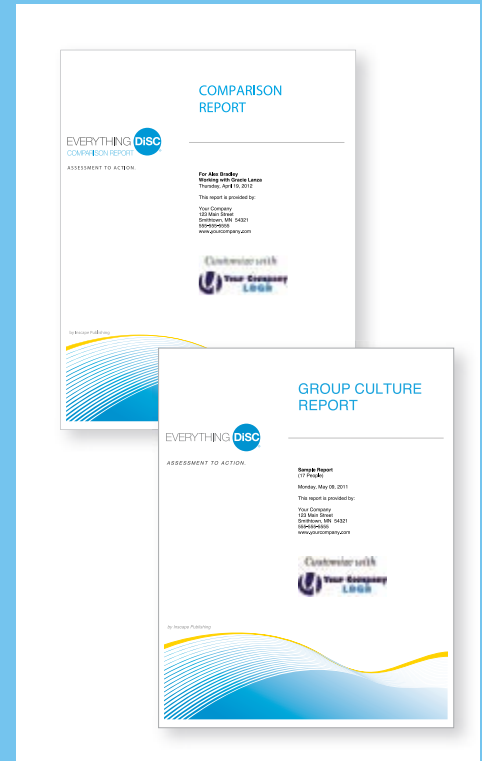 COMPARISON
REPORT
EVERYTHING DiSC
COMPARISON REPORT
ASSESSMENT TO ACTION.
For Alex Bradley
Working with Gracie Lanza
Thursday, April 19, 2012
This report is provided by:
Your Company
123 Main Street
Smithtown, MN 54321
555-555-5555
www.yourcompany.com
Customize with
Your Company
LOGO
by Inscape Publishing
GROUP CULTURE
REPORT
EVERYTHING DiSC
ASSESSMENT TO ACTION.
Sample Report
(17 People)
Monday, May 09, 2011
This report is provided by:
Your Company
123 Main Street
Smithtown, MN 54321
555-555-5555
www.yourcompany.com
Customize with
Your Company
LOGO
by Inscape Publishing